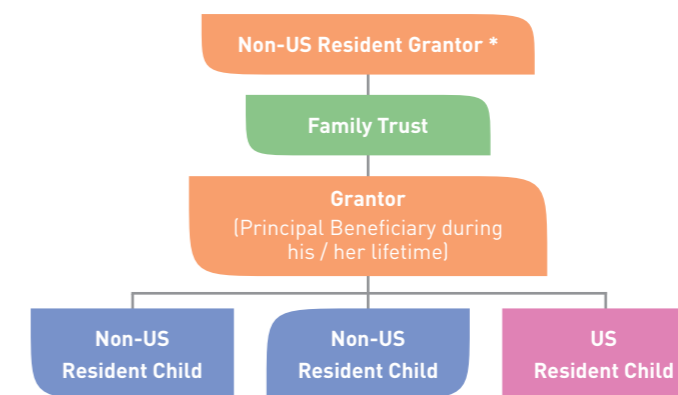 Non-US Resident Grantor *
Family Trust
Grantor
(Principal Beneficiary during
his / her lifetime)
Non-US
Resident Child
Non-US
Resident Child
US
Resident Child